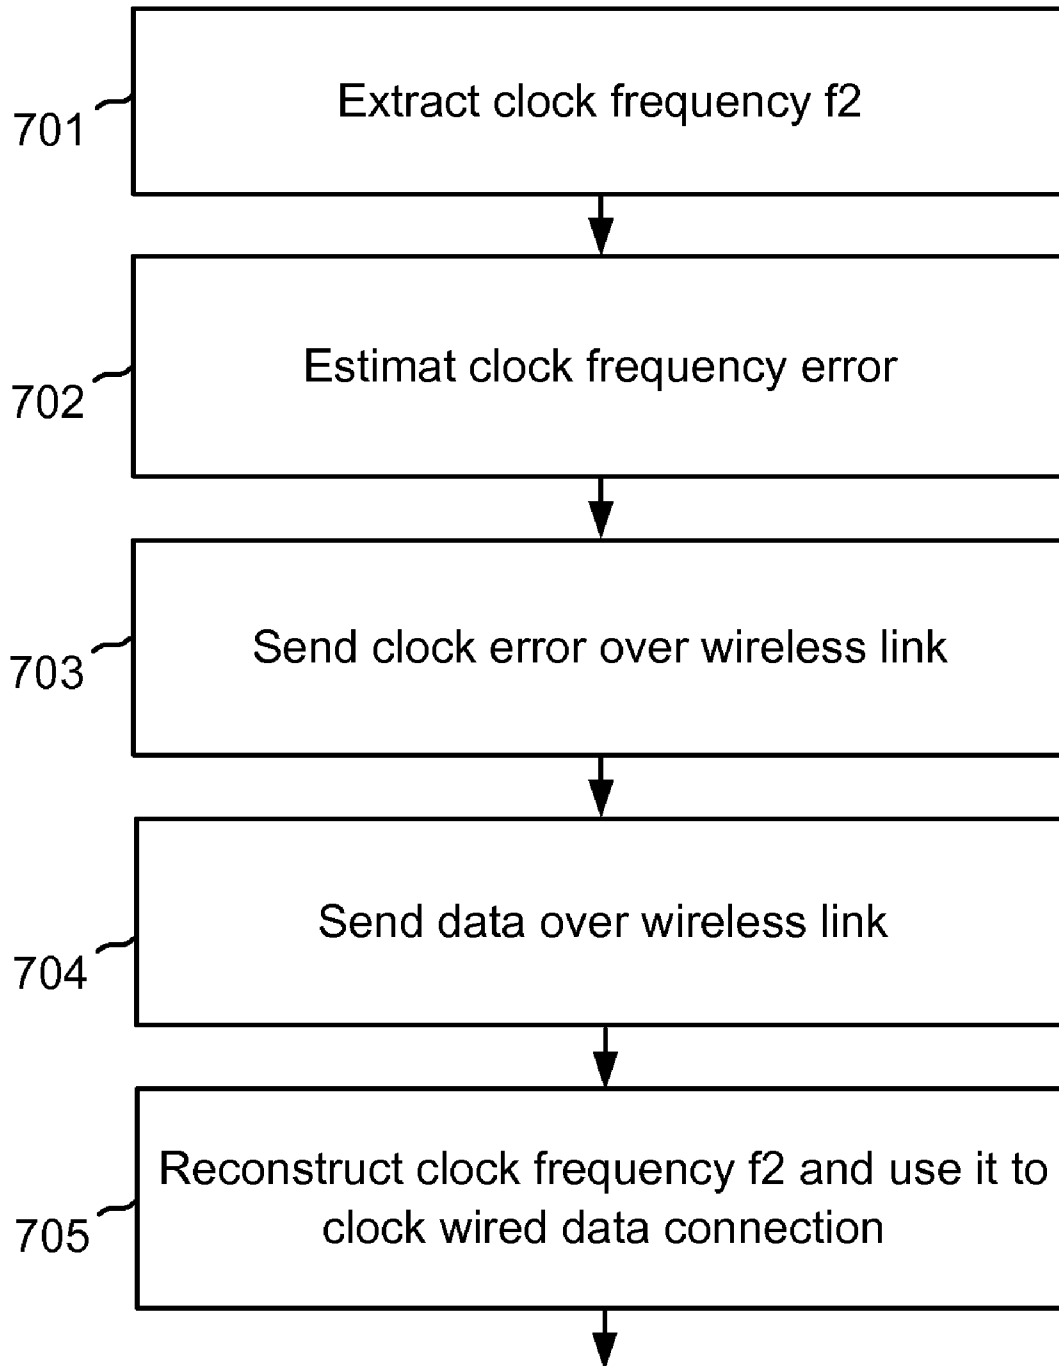 Extract clock frequency f2
701
Estimat clock frequency error
702
Send clock error over wireless link
703
Send data over wireless link
704
Reconstruct clock frequency f2 and use it to
clock wired data connection
705